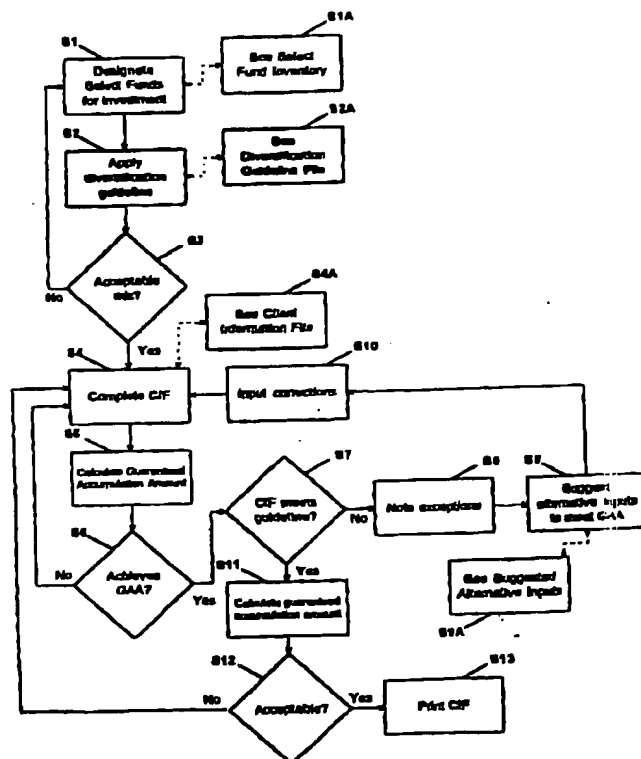 S1
S1A
Designate
Select Funds
for Investment
See Select
Fund Inventory
S2
S2A
Apply
diversification
guideline
See
Diversification
Guideline File
S3
Acceptable
mix?
No
Yes
S4A
See Client
Information File
S4
S10
Complete CIF
Input corrections
S5
Calculate Guaranteed
Accumulation Amount
S7
CIF meets
guideline?
No
Yes
S8
Note exceptions
S9
Suggest
alternative inputs
to meet GAA
S6
Achieves
GAA?
No
Yes
S11
Calculate guaranteed
accumulation amount
See Suggested
Alternative Inputs
S9A
S12
Acceptable?
No
Yes
S13
Print CIF